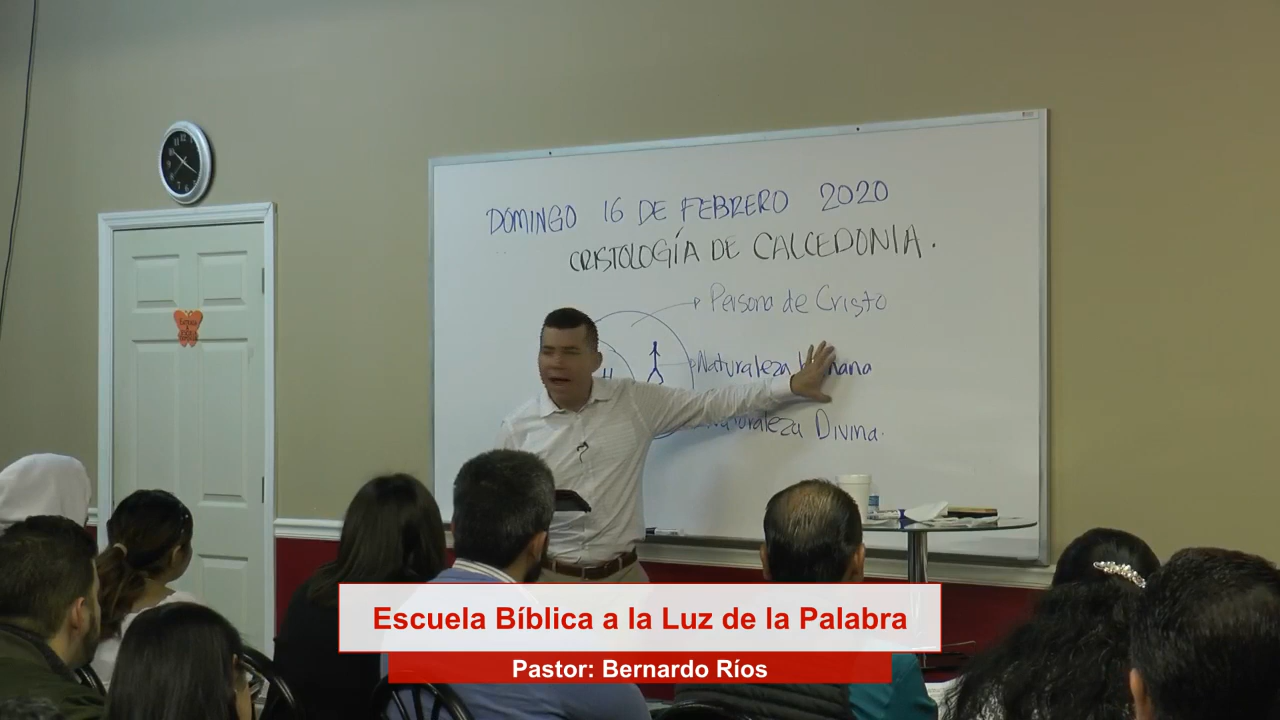 DOMINGO 16 DE FEBRERO 2020
CRISTOLOGÍA DE CALCEDONIA.
Persona de Cristo
Naturaleza
Divina.
Escuela Bíblica a la Luz de la Palabra
Pastor: Bernardo Ríos